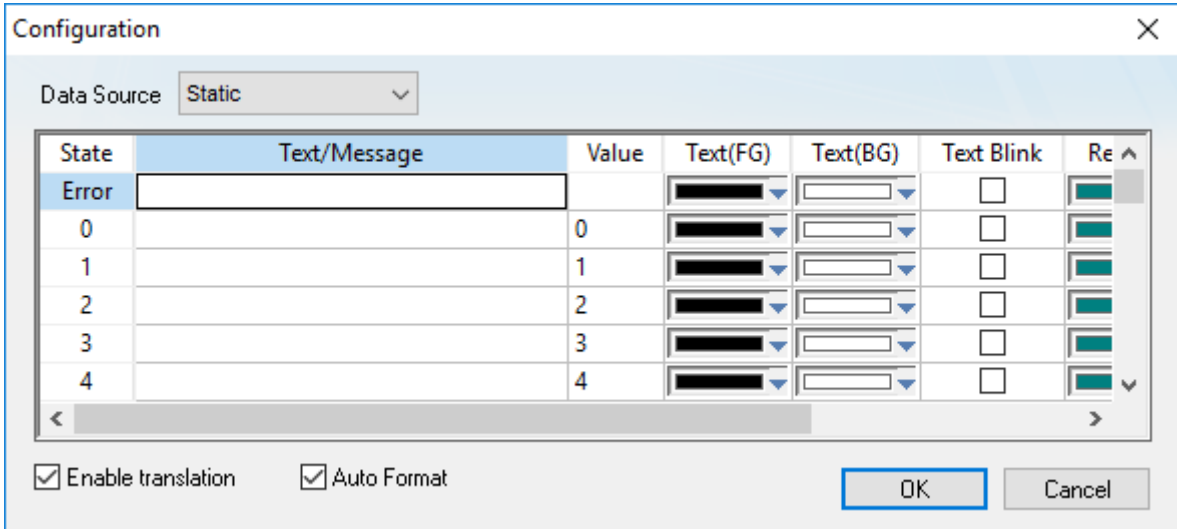 Configuration
Data Source Static
State Text/Message Value Text(FG) Text(BG) Text Blink Re
Error
0 0
1 1
2 2
3 3
4 4
Enable translation Auto Format OK Cancel